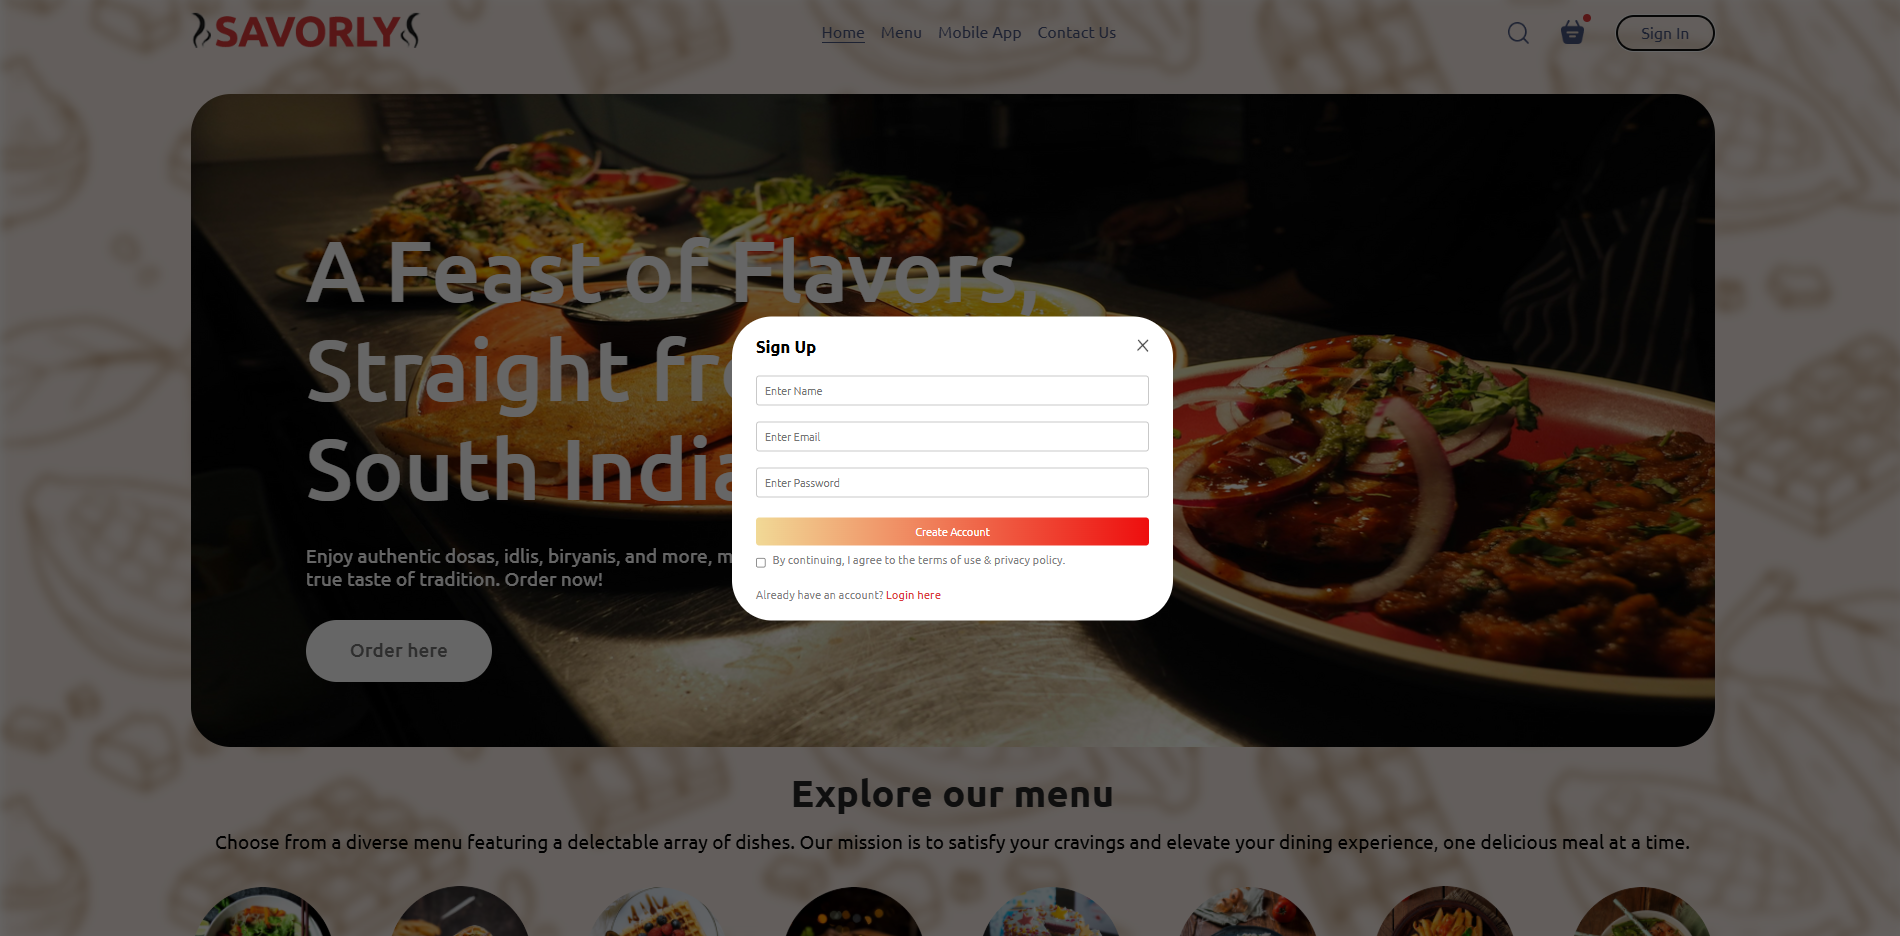 SAVORLY
Home Menu Mobile App Contact Us
Sign In
A Feast of Flavors,
Straight fr
South India
Enjoy authentic dosas, idlis, biryanis, and more, m
true taste of tradition. Order now!
Order here
Sign Up
Enter Name
Enter Email
Enter Password
Create Account
By continuing, I agree to the terms of use & privacy policy.
Already have an account? Login here
Explore our menu
Choose from a diverse menu featuring a delectable array of dishes. Our mission is to satisfy your cravings and elevate your dining experience, one delicious meal at a time.